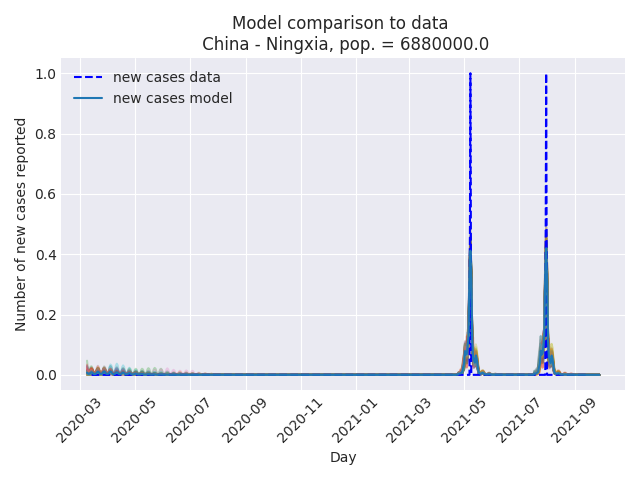 Model comparison to data
China - Ningxia, pop. = 6880000.0
new cases data
new cases model
Number of new cases reported
1.0
0.8
0.6
0.4
0.2
0.0
2020-03
2020-05
2020-07
2020-09
2020-11
2021-01
2021-03
2021-05
2021-07
2021-09
Day